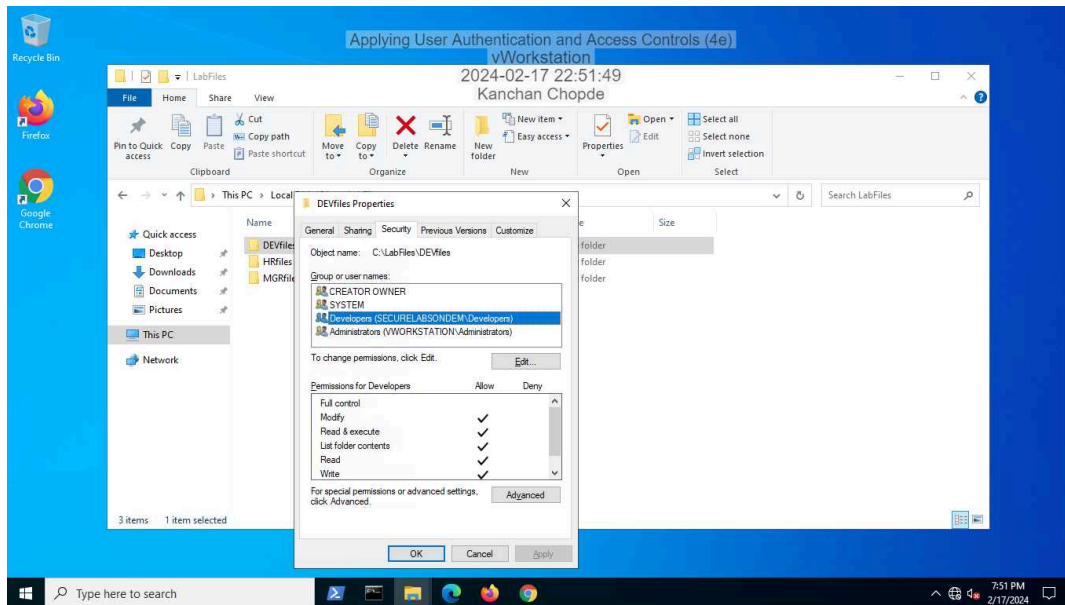 Recycle Bin
Firefox
Google
Chrome
Applying User Authentication and Access Controls (4e)
vWorkstation
2024-02-17 22:51:49
Kanchan Chopde
LabFiles
File Home Share View
Pin to Quick
access
Copy
Paste
Cut
Copy path
Paste shortcut
Clipboard
Move
to
Copy
to
Delete
Rename
Organize
New
folder
New item
Easy access
New
Properties
Open
Edit
Open
Select all
Select none
Invert selection
Select
This PC > Local
Search LabFiles
Quick access
Desktop
Downloads
Documents
Pictures
This PC
Network
Name
Size
DEVfiles
HRfiles
MGRfile
folder
folder
folder
DEVfiles Properties
General Sharing Security Previous Versions Customize
Object name: C:\LabFiles\DEVfiles
Group or user names:
CREATOR OWNER
SYSTEM
Developers (SECURELABSONDEM\Developers)
Administrators (VWORKSTATION\Administrators)
To change permissions, click Edit.
Edit...
Permissions for Developers Allow Deny
Full control
Modify
Read & execute
List folder contents
Read
Write
For special permissions or advanced settings,
click Advanced.
Advanced
OK Cancel Apply
3 items 1 item selected
Type here to search
7:51 PM
2/17/2024